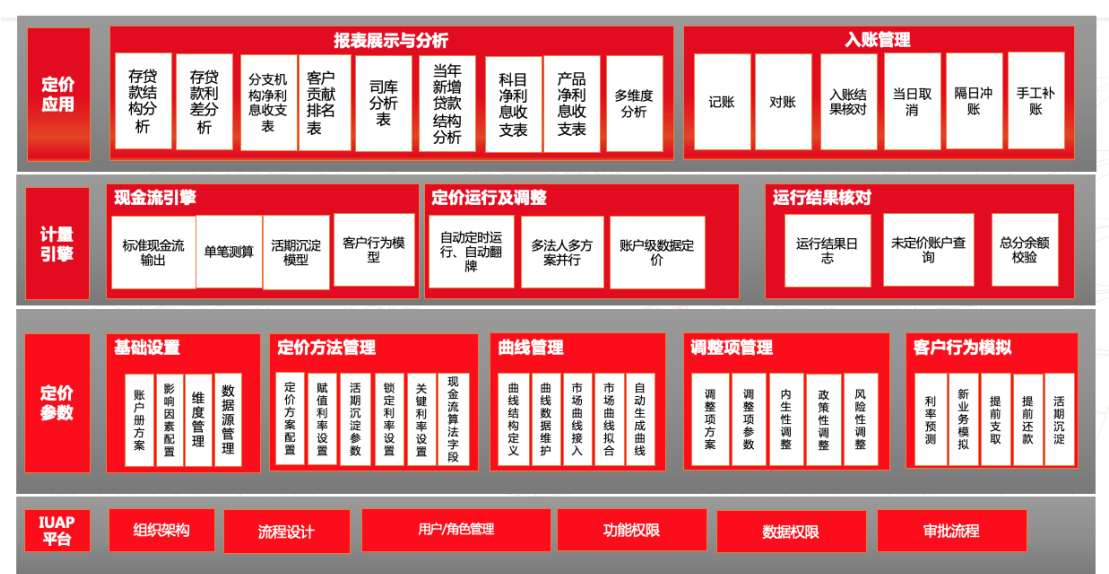 定价
应用
报表展示与分析
存贷
款结
构分
析
存贷
款利
差分
析
分支机
构净利
息收支
表
客户
贡献
排名
表
司库
分析
表
当年
新增
贷款
结构
分析
科目
净利
息收
支表
产品
净利
息收
支表
多维度
分析
入账管理
记账
对账
入账结
果核对
当日取
消
隔日冲
账
手工补
账
计量
引擎
现金流引擎
标准现金流
输出
单笔测算
活期沉淀
模型
客户行为模
型
定价运行及调整
自动定时运
行、自动翻
牌
多法人多方
案并行
账户级数据定
价
运行结果核对
运行结果日
志
未定价账户查
询
总分余额
校验
定价
参数
基础设置
账户册方案
影响因素配置
维度管理
数据源管理
定价方法管理
定价方案配置
赋值利率设置
活期沉淀参数
锁定利率设置
关键利率设置
现金流算法字段
曲线管理
曲线结构定义
曲线数据维护
市场曲线接入
市场曲线拟合
自动生成曲线
调整项管理
调整项方案
调整项参数
内生性调整
政策性调整
风险性调整
客户行为模拟
利率预测
新业务模拟
提前支取
提前还款
活期沉淀
IUAP
平台
组织架构
流程设计
用户/角色管理
功能权限
数据权限
审批流程